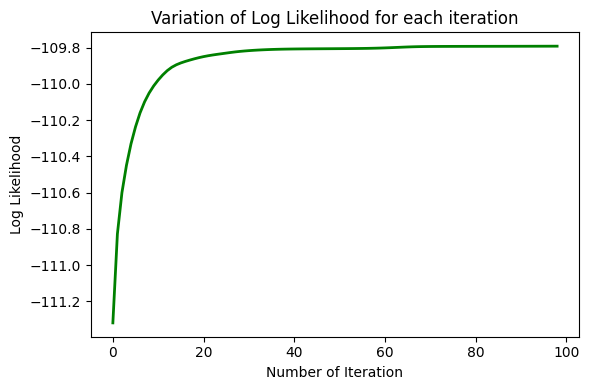 Variation of Log Likelihood for each iteration
−109.8
−110.0
−110.2
−110.4
−110.6
−110.8
−111.0
−111.2
Log Likelihood
0 20 40 60 80 100
Number of Iteration